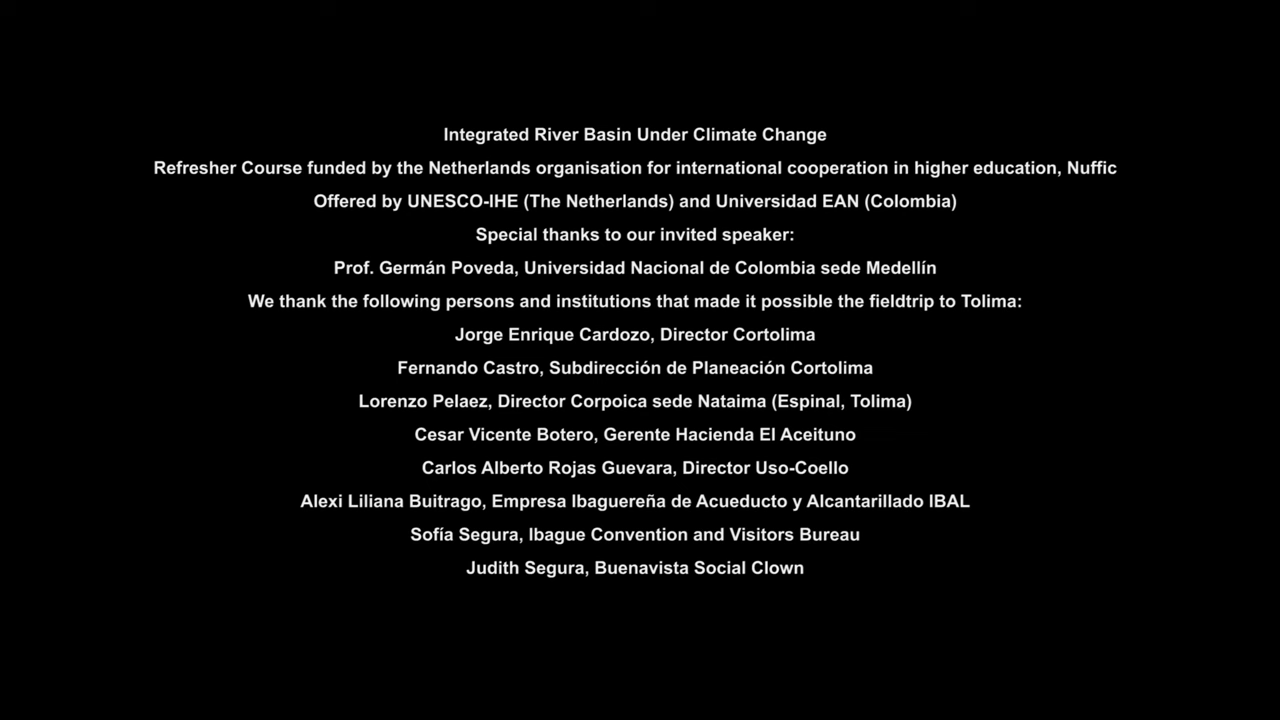 Integrated River Basin Under Climate Change
Refresher Course funded by the Netherlands organisation for international cooperation in higher education, Nuffic
Offered by UNESCO-IHE (The Netherlands) and Universidad EAN (Colombia)
Special thanks to our invited speaker:
Prof. Germán Poveda, Universidad Nacional de Colombia sede Medellín
We thank the following persons and institutions that made it possible the fieldtrip to Tolima:
Jorge Enrique Cardozo, Director Cortolima
Fernando Castro, Subdirección de Planeación Cortolima
Lorenzo Pelaez, Director Corpoica sede Nataima (Espinal, Tolima)
Cesar Vicente Botero, Gerente Hacienda El Aceituno
Carlos Alberto Rojas Guevara, Director Uso-Coello
Alexi Liliana Buitrago, Empresa Ibaguereña de Acueducto y Alcantarillado IBAL
Sofía Segura, Ibague Convention and Visitors Bureau
Judith Segura, Buenavista Social Clown